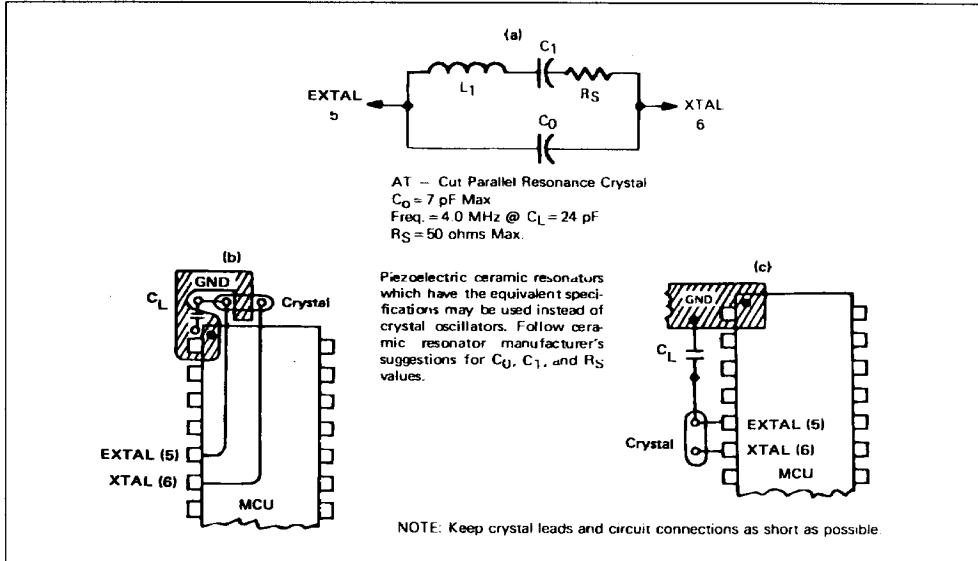 (a)
C1
L1
RS
EXTAL
5
XTAL
6
C0
AT – Cut Parallel Resonance Crystal
Co = 7 pF Max
Freq. = 4.0 MHz @ CL = 24 pF
RS = 50 ohms Max.
(b)
GND
CL
Crystal
EXTAL (5)
XTAL (6)
MCU
Piezoelectric ceramic resonators
which have the equivalent speci-
fications may be used instead of
crystal oscillators. Follow cera-
mic resonator manufacturer's
suggestions for C0, C1, and RS
values.
(c)
GND
CL
Crystal
EXTAL (5)
XTAL (6)
MCU
NOTE: Keep crystal leads and circuit connections as short as possible.